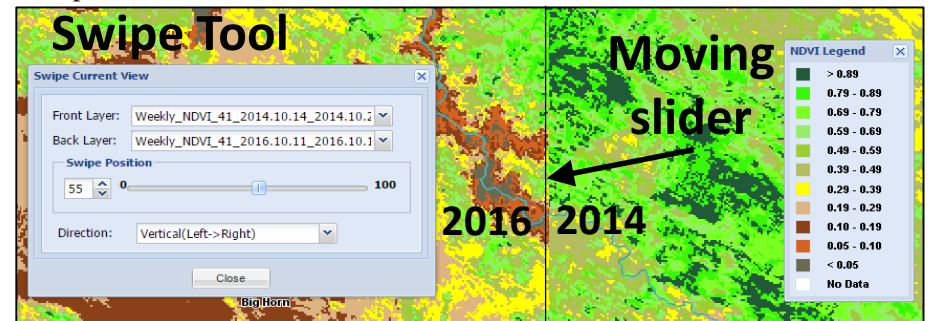 Swipe Tool
Swipe Current View
Front Layer: Weekly_NDVI_41_2014.10.14_2014.10.2
Back Layer: Weekly_NDVI_41_2016.10.11_2016.10.1
Swipe Position
55 0 100
Direction: Vertical(Left->Right)
Close
Big Horn
2016
2014
Moving
slider
NDVI Legend
> 0.89
0.79 - 0.89
0.69 - 0.79
0.59 - 0.69
0.49 - 0.59
0.39 - 0.49
0.29 - 0.39
0.19 - 0.29
0.10 - 0.19
0.05 - 0.10
< 0.05
No Data